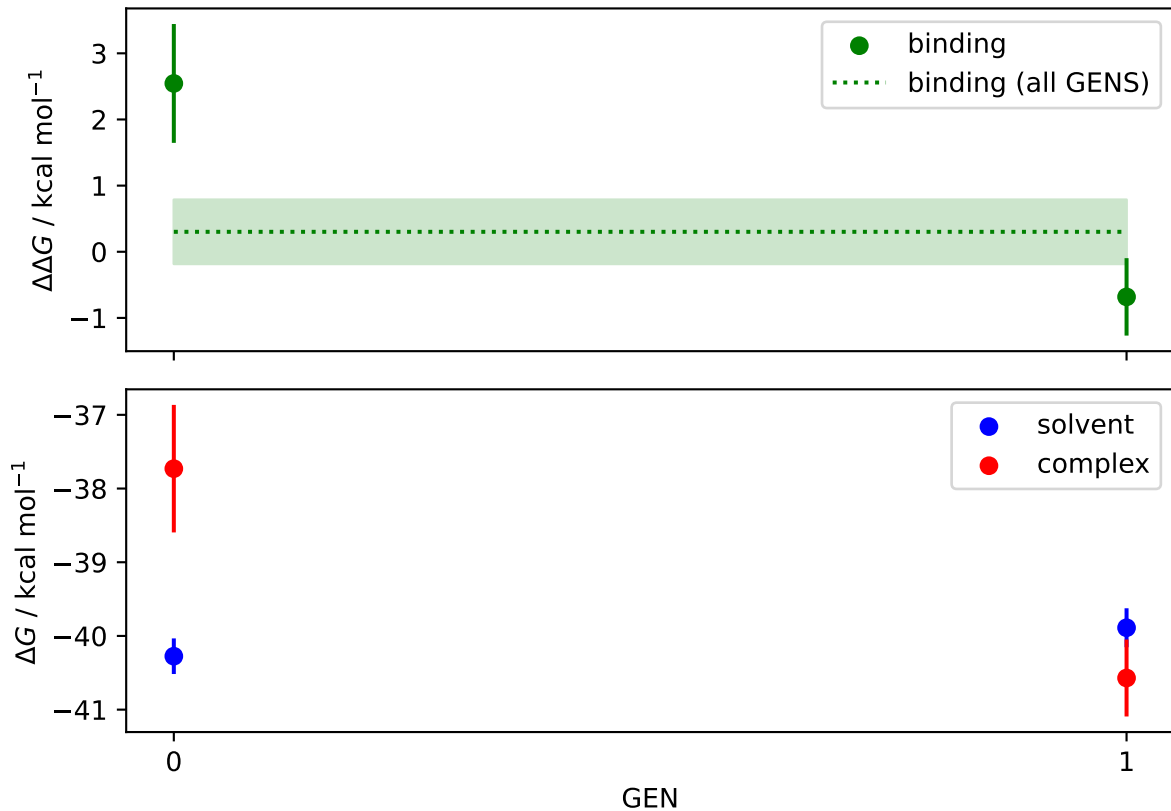 3
2
1
0
−1
ΔΔG / kcal mol⁻¹
binding
binding (all GENS)
−37
−38
−39
−40
−41
ΔG / kcal mol⁻¹
solvent
complex
0
1
GEN